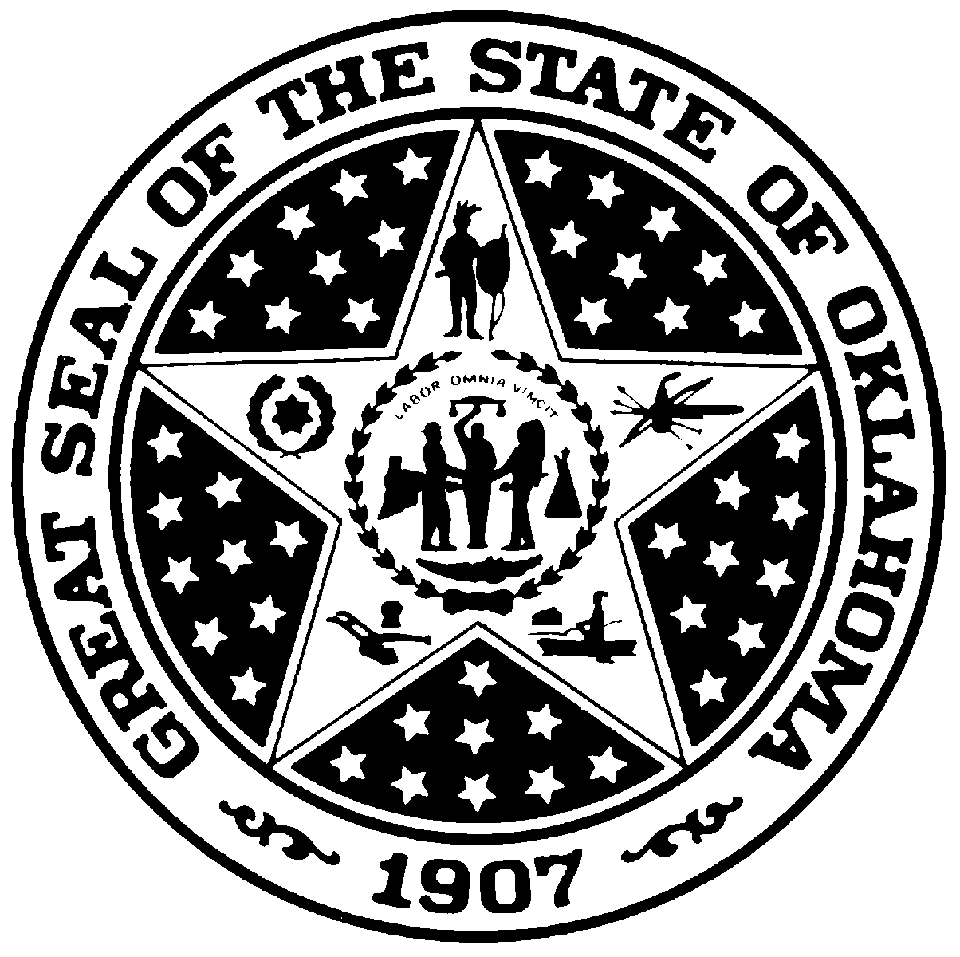 GREAT SEAL OF THE STATE OF OKLAHOMA
LABOR OMNIA VINCIT
1907